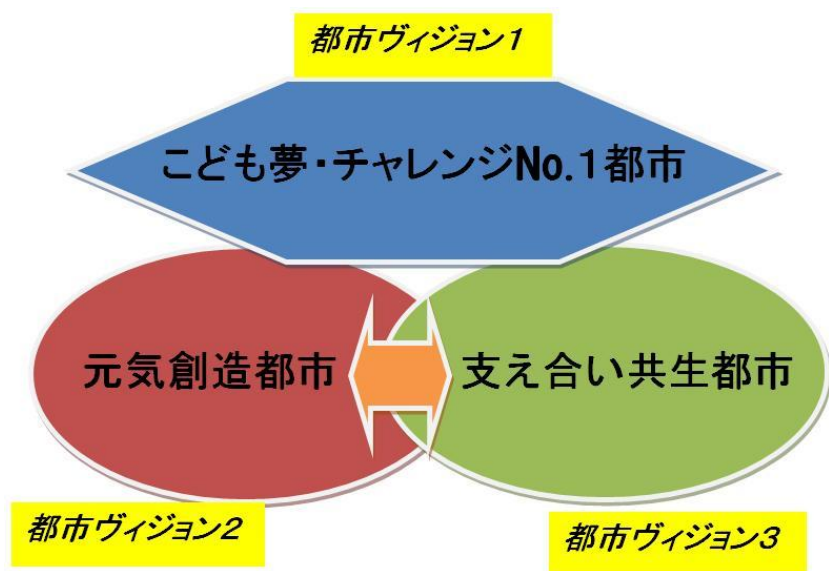 都市ヴィジョン1
こども夢・チャレンジNo.1都市
元気創造都市
支え合い共生都市
都市ヴィジョン2
都市ヴィジョン3